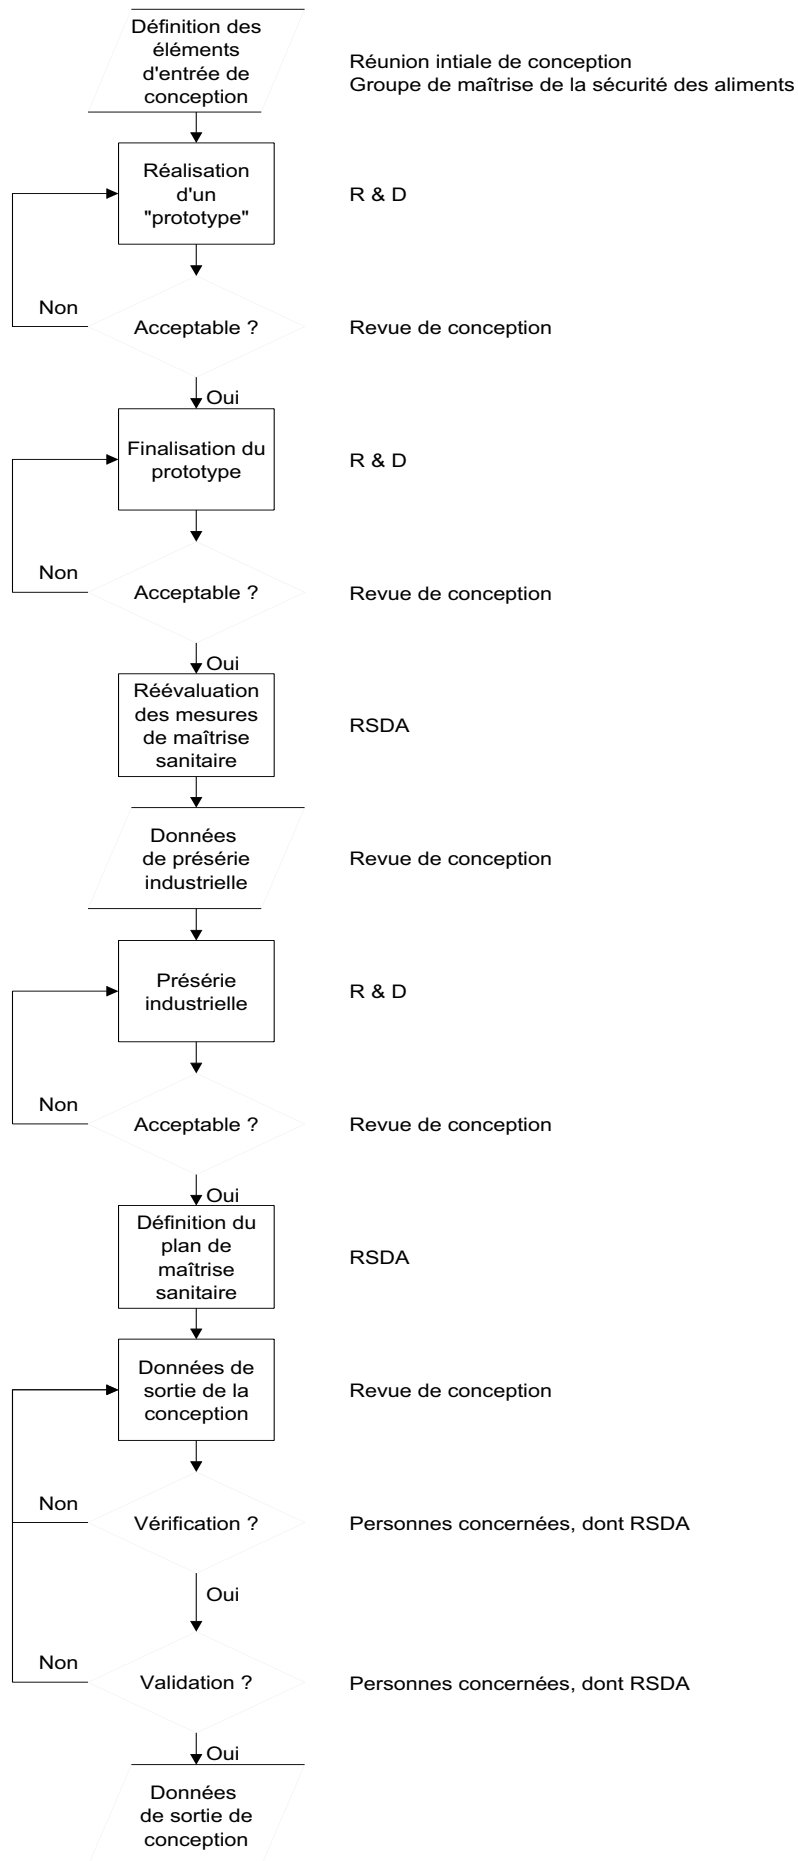 Définition des
éléments
d'entrée de
conception
Réunion intiale de conception
Groupe de maîtrise de la sécurité des aliments
Réalisation
d'un
"prototype"
R & D
Non
Acceptable ?
Revue de conception
Oui
Finalisation du
prototype
R & D
Non
Acceptable ?
Revue de conception
Oui
Réévaluation
des mesures
de maîtrise
sanitaire
RSDA
Données
de présérie
industrielle
Revue de conception
Présérie
industrielle
R & D
Non
Acceptable ?
Revue de conception
Oui
Définition du
plan de
maîtrise
sanitaire
RSDA
Données de
sortie de la
conception
Revue de conception
Non
Vérification ?
Personnes concernées, dont RSDA
Oui
Non
Validation ?
Personnes concernées, dont RSDA
Oui
Données
de sortie de
conception